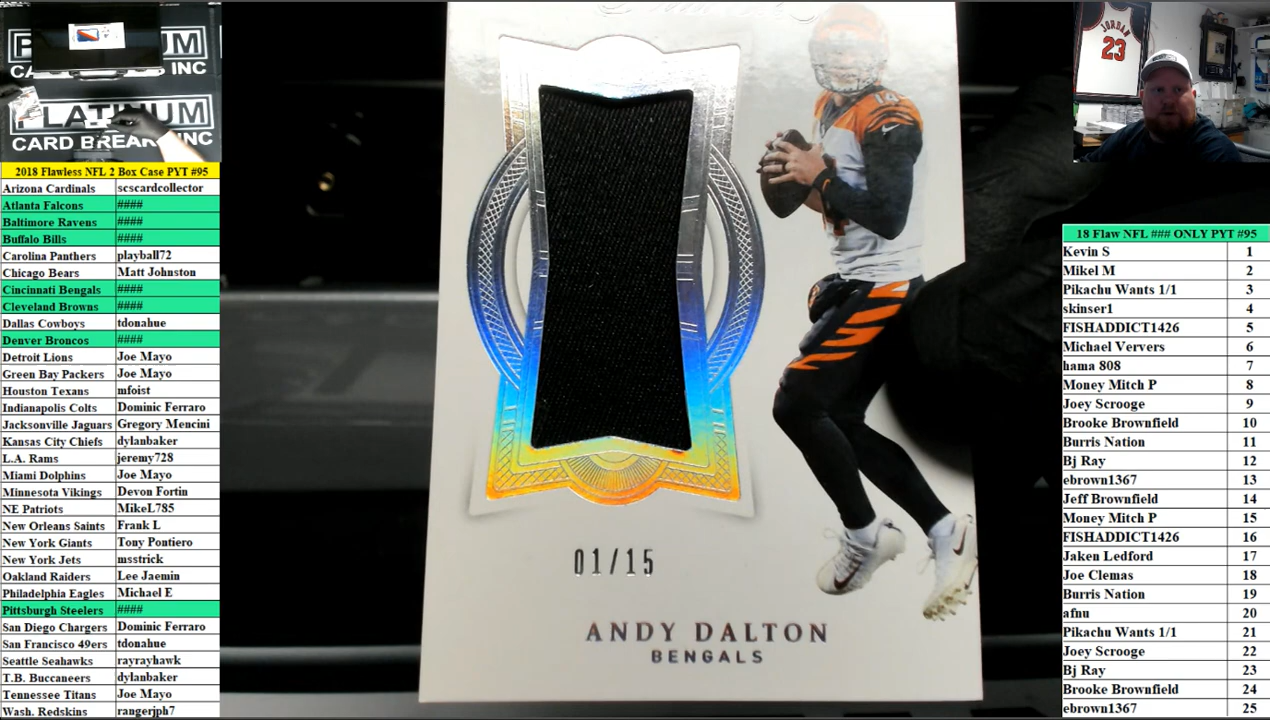 PLATINUM
CARD BREAK INC
2018 Flawless NFL 2 Box Case PYT #95
Arizona Cardinals scscardcollector
Atlanta Falcons ####
Baltimore Ravens ####
Buffalo Bills ####
Carolina Panthers playball72
Chicago Bears Matt Johnston
Cincinnati Bengals ####
Cleveland Browns ####
Dallas Cowboys tdonahue
Denver Broncos ####
Detroit Lions Joe Mayo
Green Bay Packers Joe Mayo
Houston Texans mfoist
Indianapolis Colts Dominic Ferraro
Jacksonville Jaguars Gregory Mencini
Kansas City Chiefs dylanbaker
L.A. Rams jeremy728
Miami Dolphins Joe Mayo
Minnesota Vikings Devon Fortin
NE Patriots MikeL785
New Orleans Saints Frank L
New York Giants Tony Pontiero
New York Jets msstrick
Oakland Raiders Lee Jaemin
Philadelphia Eagles Michael E
Pittsburgh Steelers ####
San Diego Chargers Dominic Ferraro
San Francisco 49ers tdonahue
Seattle Seahawks rayrayhawk
T.B. Buccaneers dylanbaker
Tennessee Titans Joe Mayo
Wash. Redskins rangerjph7
01/15
ANDY DALTON
BENGALS
JORDAN
23
18 Flaw NFL ### ONLY PYT #95
Kevin S 1
Mikel M 2
Pikachu Wants 1/1 3
skinser1 4
FISHADDICT1426 5
Michael Ververs 6
hama 808 7
Money Mitch P 8
Joey Scrooge 9
Brooke Brownfield 10
Burris Nation 11
Bj Ray 12
ebrown1367 13
Jeff Brownfield 14
Money Mitch P 15
FISHADDICT1426 16
Jaken Ledford 17
Joe Clemas 18
Burris Nation 19
afnu 20
Pikachu Wants 1/1 21
Joey Scrooge 22
Bj Ray 23
Brooke Brownfield 24
ebrown1367 25